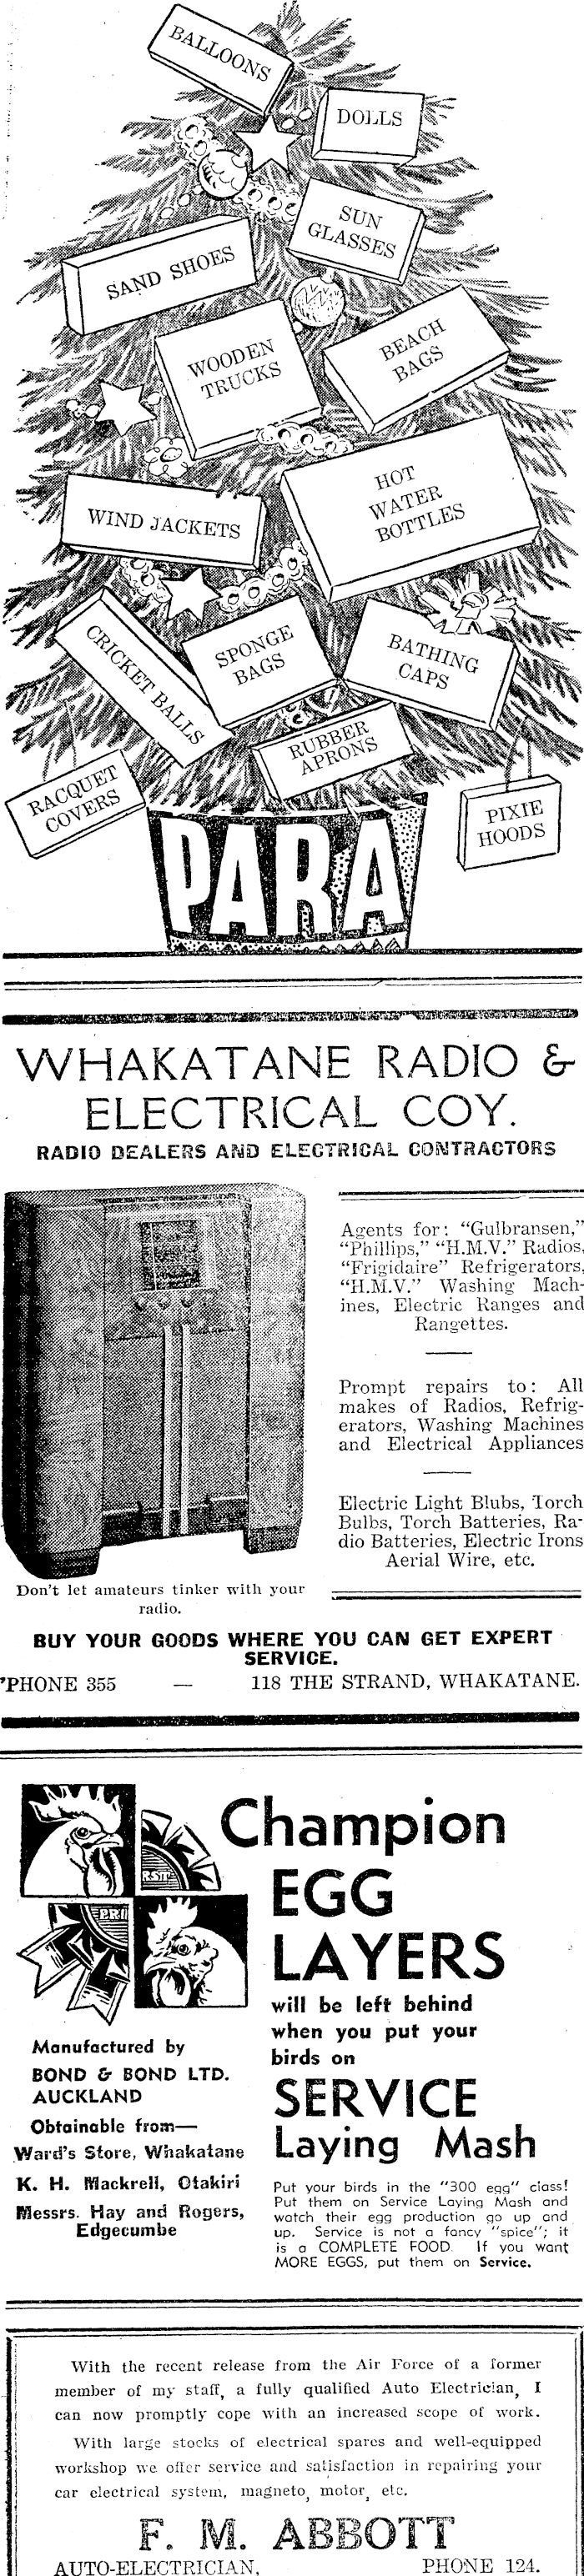 BALLOONS
DOLLS
SUN
GLASSES
SAND SHOES
WOODEN
TRUCKS
BEACH
BAGS
HOT
WATER
BOTTLES
WIND JACKETS
CRICKET BALLS
SPONGE
BAGS
BATHING
CAPS
RUBBER
APRONS
RACQUET
COVERS
PIXIE
HOODS
PARA
WHAKATANE RADIO &
ELECTRICAL COY.
RADIO DEALERS AND ELECTRICAL CONTRACTORS
Agents for: "Gulbransen,"
"Phillips," "H.M.V." Radios,
"Frigidaire" Refrigerators,
"H.M.V." Washing Mach-
ines, Electric Ranges and
Rangettes.
Prompt repairs to: All
makes of Radios, Refrig-
erators, Washing Machines
and Electrical Appliances
Electric Light Blubs, Torch
Bulbs, Torch Batteries, Ra-
dio Batteries, Electric Irons
Aerial Wire, etc.
Don't let amateurs tinker with your
radio.
BUY YOUR GOODS WHERE YOU CAN GET EXPERT
SERVICE.
'PHONE 355 — 118 THE STRAND, WHAKATANE.
RST
PRI
Champion
EGG
LAYERS
will be left behind
when you put your
birds on
SERVICE
Laying Mash
Manufactured by
BOND & BOND LTD.
AUCKLAND
Obtainable from—
Ward's Store, Whakatane
K. H. Mackrell, Otakiri
Messrs. Hay and Rogers,
Edgecumbe
Put your birds in the "300 egg" class!
Put them on Service Laying Mash and
watch their egg production go up and
up. Service is not a fancy "spice"; it
is a COMPLETE FOOD. If you want
MORE EGGS, put them on Service.
With the recent release from the Air Force of a former
member of my staff, a fully qualified Auto Electrician, I
can now promptly cope with an increased scope of work.
With large stocks of electrical spares and well-equipped
workshop we offer service and satisfaction in repairing your
car electrical system, magneto, motor, etc.
F. M. ABBOTT
AUTO-ELECTRICIAN, PHONE 124.